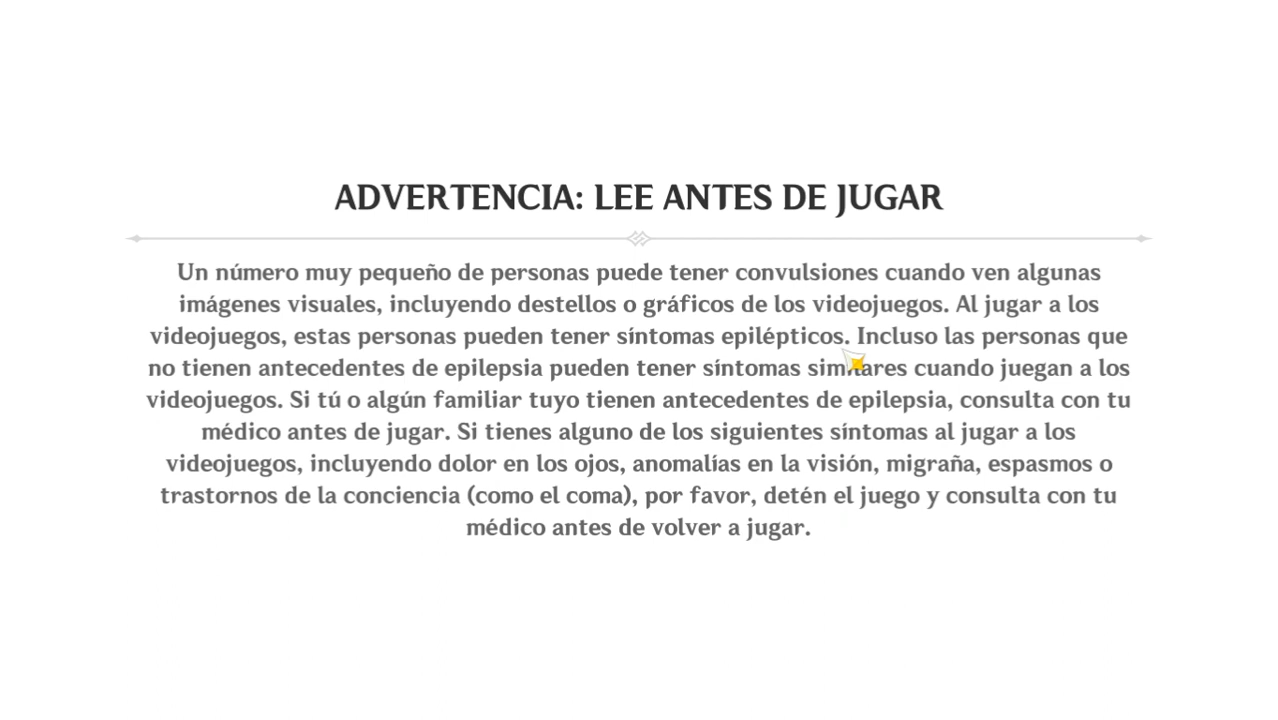 ADVERTENCIA: LEE ANTES DE JUGAR
Un número muy pequeño de personas puede tener convulsiones cuando ven algunas
imágenes visuales, incluyendo destellos o gráficos de los videojuegos. Al jugar a los
videojuegos, estas personas pueden tener síntomas epilépticos. Incluso las personas que
no tienen antecedentes de epilepsia pueden tener síntomas similares cuando juegan a los
videojuegos. Si tú o algún familiar tuyo tienen antecedentes de epilepsia, consulta con tu
médico antes de jugar. Si tienes alguno de los siguientes síntomas al jugar a los
videojuegos, incluyendo dolor en los ojos, anomalías en la visión, migraña, espasmos o
trastornos de la conciencia (como el coma), por favor, detén el juego y consulta con tu
médico antes de volver a jugar.